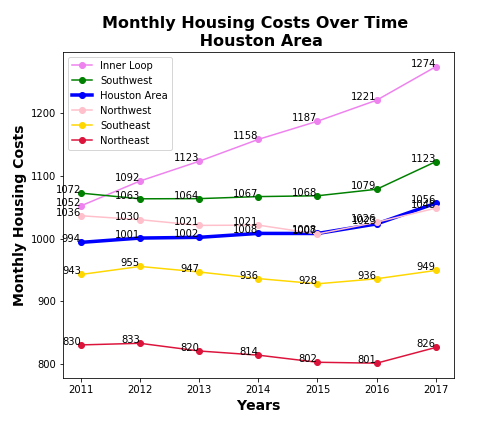 Monthly Housing Costs Over Time
Houston Area
Inner Loop
Southwest
Houston Area
Northwest
Southeast
Northeast
Monthly Housing Costs
1200
1100
1000
900
800
1052 1092 1123 1158 1187 1221 1274
1072 1063 1064 1067 1068 1079 1123
994 1001 1002 1008 1056
1036 1030 1021 1021 1026
943 955 947 936 928 936 949
830 833 820 814 802 801 826
2011 2012 2013 2014 2015 2016 2017
Years